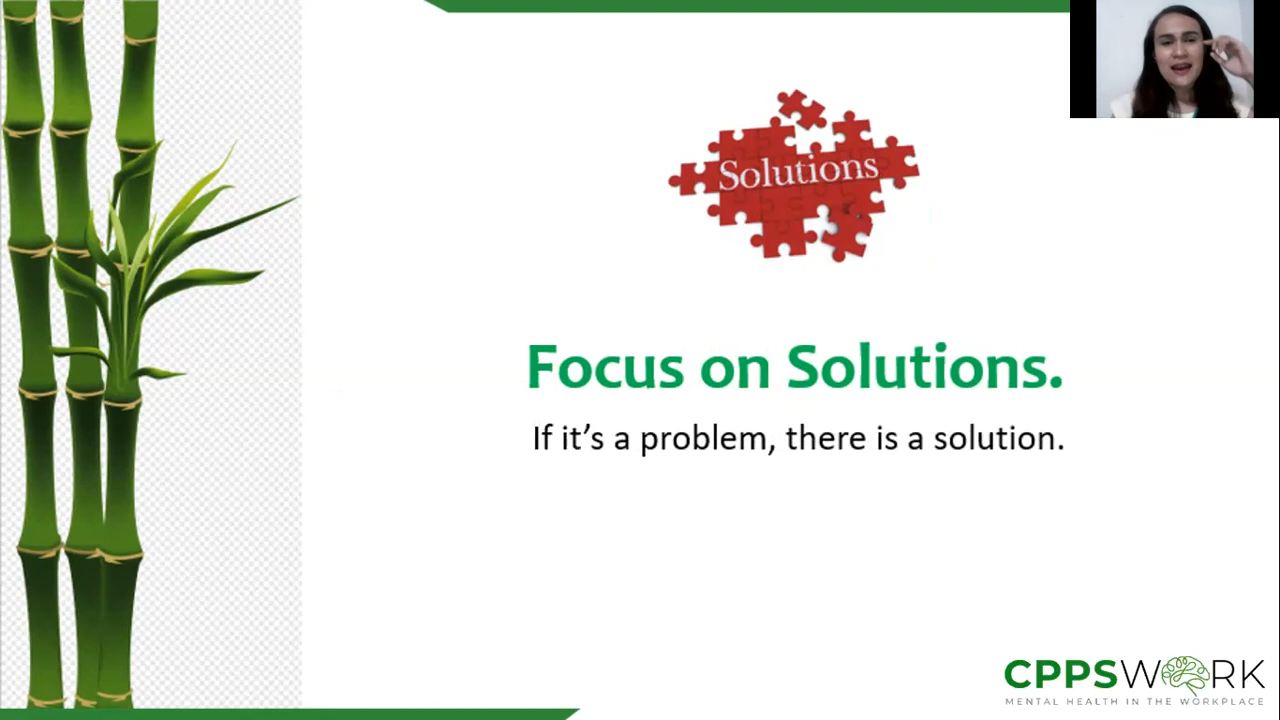 Solutions
Focus on Solutions.
If it’s a problem, there is a solution.
CPPSWORK
MENTAL HEALTH IN THE WORKPLACE